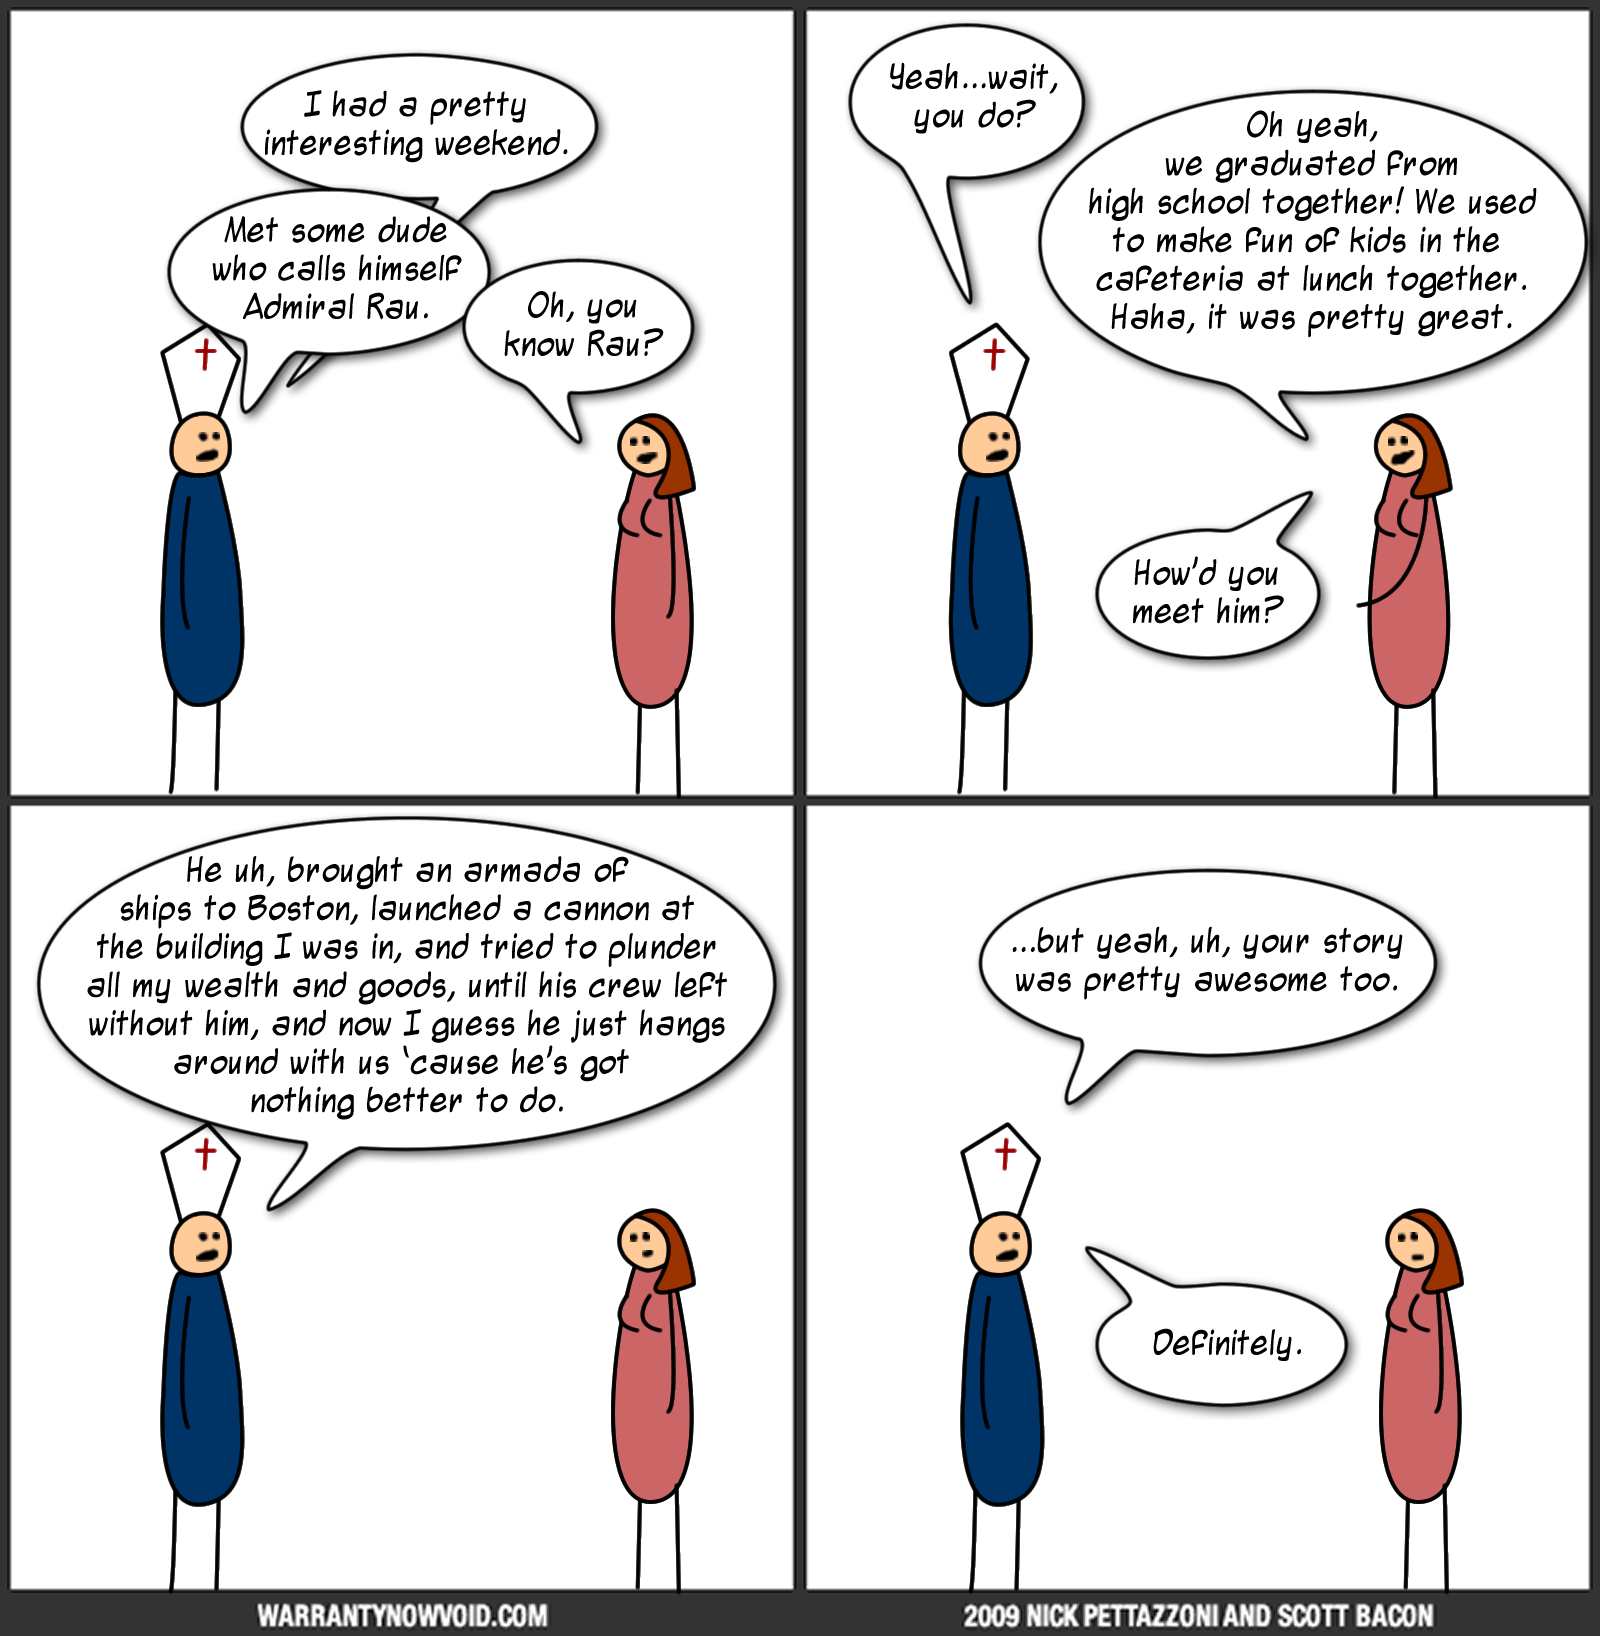 I had a pretty
interesting weekend.
Met some dude
who calls himself
Admiral Rau.
Oh, you
know Rau?
Yeah...wait,
you do?
Oh yeah,
we graduated from
high school together! We used
to make fun of kids in the
cafeteria at lunch together.
Haha, it was pretty great.
How'd you
meet him?
He uh, brought an armada of
ships to Boston, launched a cannon at
the building I was in, and tried to plunder
all my wealth and goods, until his crew left
without him, and now I guess he just hangs
around with us 'cause he's got
nothing better to do.
...but yeah, uh, your story
was pretty awesome too.
Definitely.
WARRANTYNOWVOID.COM
2009 NICK PETTAZZONI AND SCOTT BACON